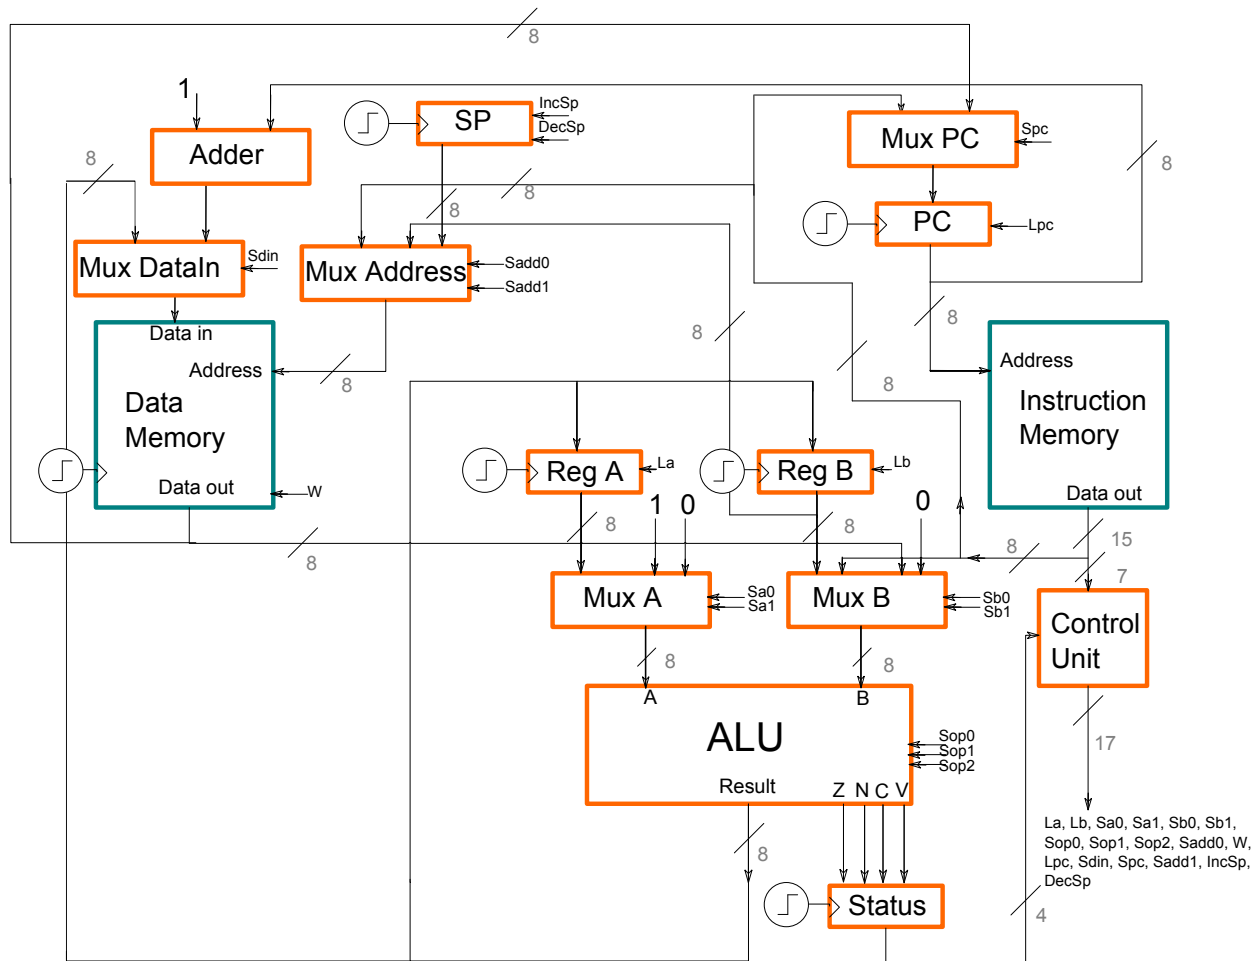 8
1
IncSp
SP
DecSp
Spc
Mux PC
Adder
8
8
8
8
PC
Lpc
Sdin
Mux DataIn
Mux Address
Sadd0
Sadd1
8
8
Data in
Address
8
8
8
Address
Data
Memory
Instruction
Memory
Reg A
La
Reg B
Lb
Data out
W
Data out
1
0
0
8
8
8
8
15
7
Mux A
Sa0
Sa1
Mux B
Sb0
Sb1
Control
Unit
8
8
A
B
ALU
Sop0
Sop1
Sop2
17
Result
Z
N
C
V
La, Lb, Sa0, Sa1, Sb0, Sb1,
Sop0, Sop1, Sop2, Sadd0, W,
Lpc, Sdin, Spc, Sadd1, IncSp,
DecSp
8
Status
4